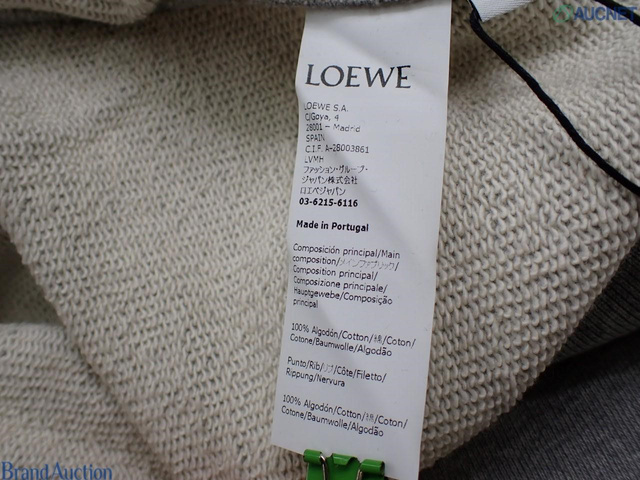 AUCNET
LOEWE
LOEWE S.A.
C/Goya, 4
28001 - Madrid
SPAIN
C.I.F. A-28003861
LVMH
ファッション・グループ・
ジャパン株式会社
ロエベジャパン
03-6215-6116
Made in Portugal
Composición principal/Main
composition/メインファブリック/
Composition principal/
Composizione principale/
Hauptgewebe/Composição
principal
100% Algodón/Cotton/綿/Coton/
Cotone/Baumwolle/Algodão
Punto/Rib/リブ/Côte/Filetto/
Rippung/Nervura
100% Algodón/Cotton/綿/Coton/
Cotone/Baumwolle/Algodão
Brand Auction